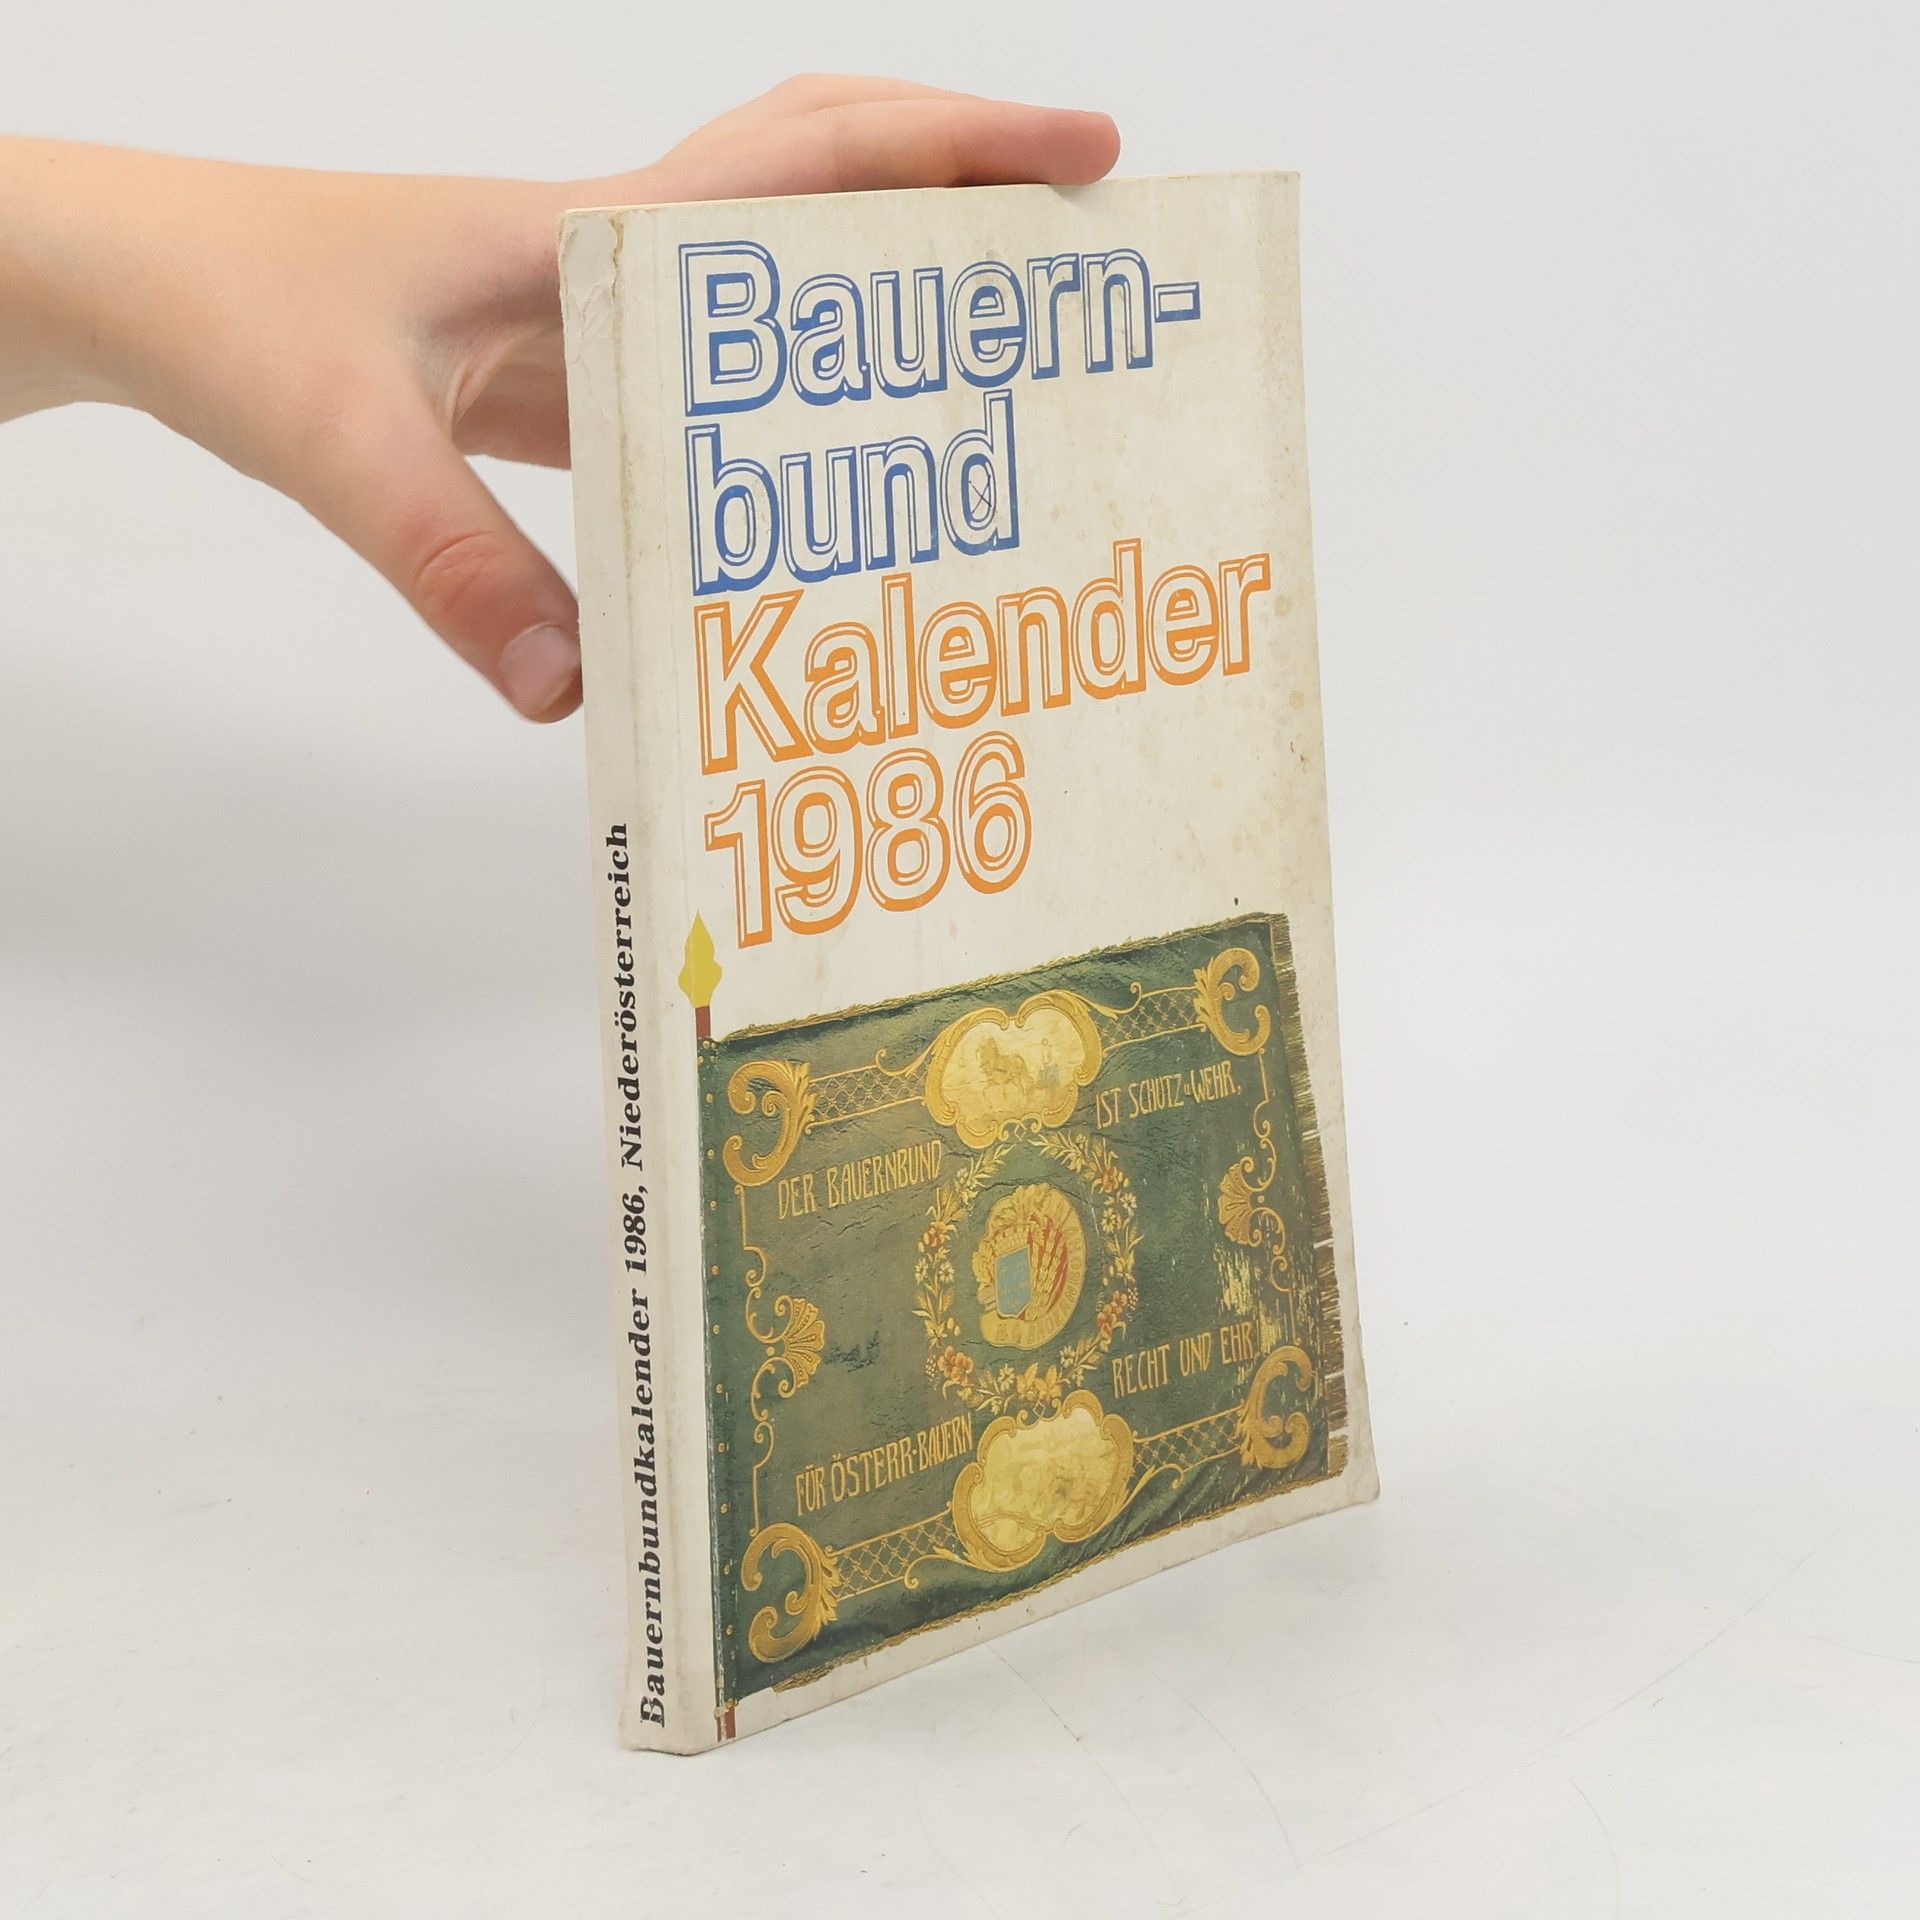 Bauern-
bund
Kalender
1986
DER BAUERNBUND
IST SCHUTZ u WEHR,
FÜR ÖSTERR. BAUERN
RECHT UND EHR
Bauernbundkalender 1986, Niederösterreich